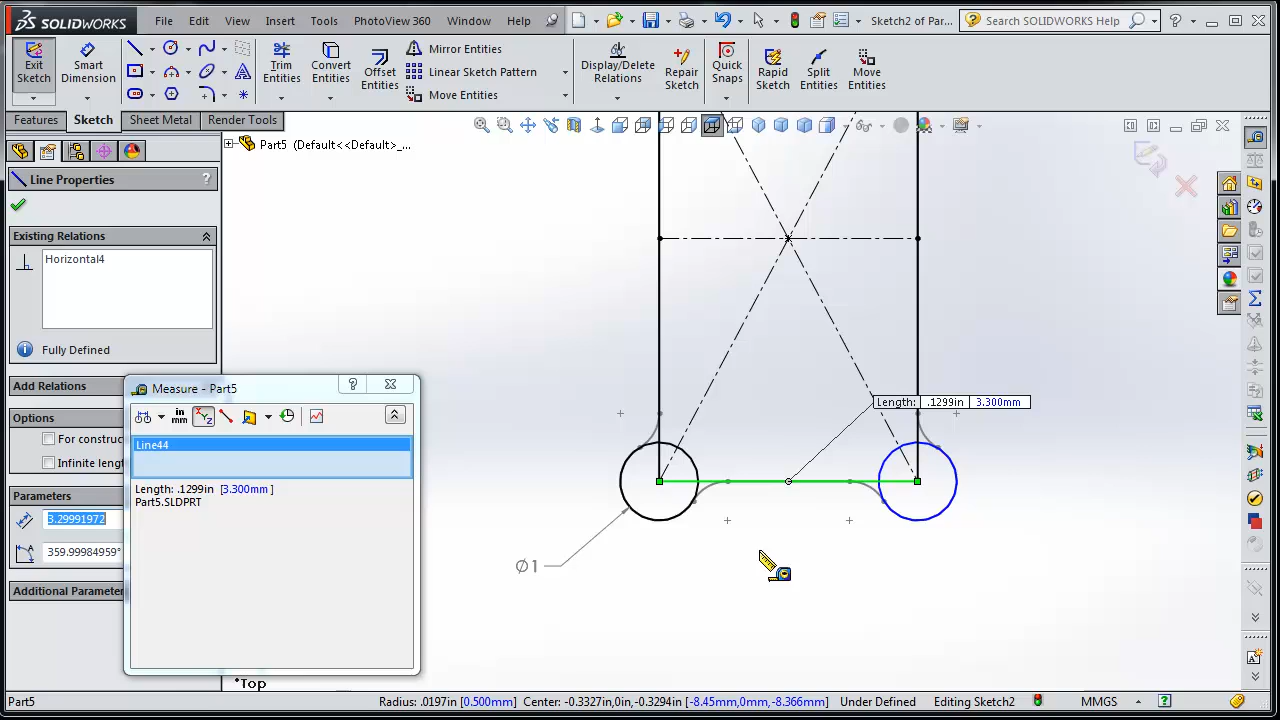 SOLIDWORKS File Edit View Insert Tools PhotoView 360 Window Help Sketch2 of Par... Search SOLIDWORKS Help
Exit Sketch
Smart Dimension
Trim Entities
Convert Entities
Offset Entities
Mirror Entities
Linear Sketch Pattern
Move Entities
Display/Delete Relations
Repair Sketch
Quick Snaps
Rapid Sketch
Split Entities
Move Entities
Features Sketch Sheet Metal Render Tools
Part5 (Default<<Default>_...
Line Properties ?
Existing Relations
Horizontal4
Fully Defined
Add Relations
Options
For construc
Infinite lengt
Parameters
3.29991972
359.99984959°
Additional Paramet
Measure - Part5
in
mm
XYZ
Line44
Length: .1299in [3.300mm ]
Part5.SLDPRT
Length: .1299in 3.300mm
Ø1
*Top
Part5 Radius: .0197in [0.500mm] Center: -0.3327in,0in,-0.3294in [-8.45mm,0mm,-8.366mm] Under Defined Editing Sketch2 MMGS ?